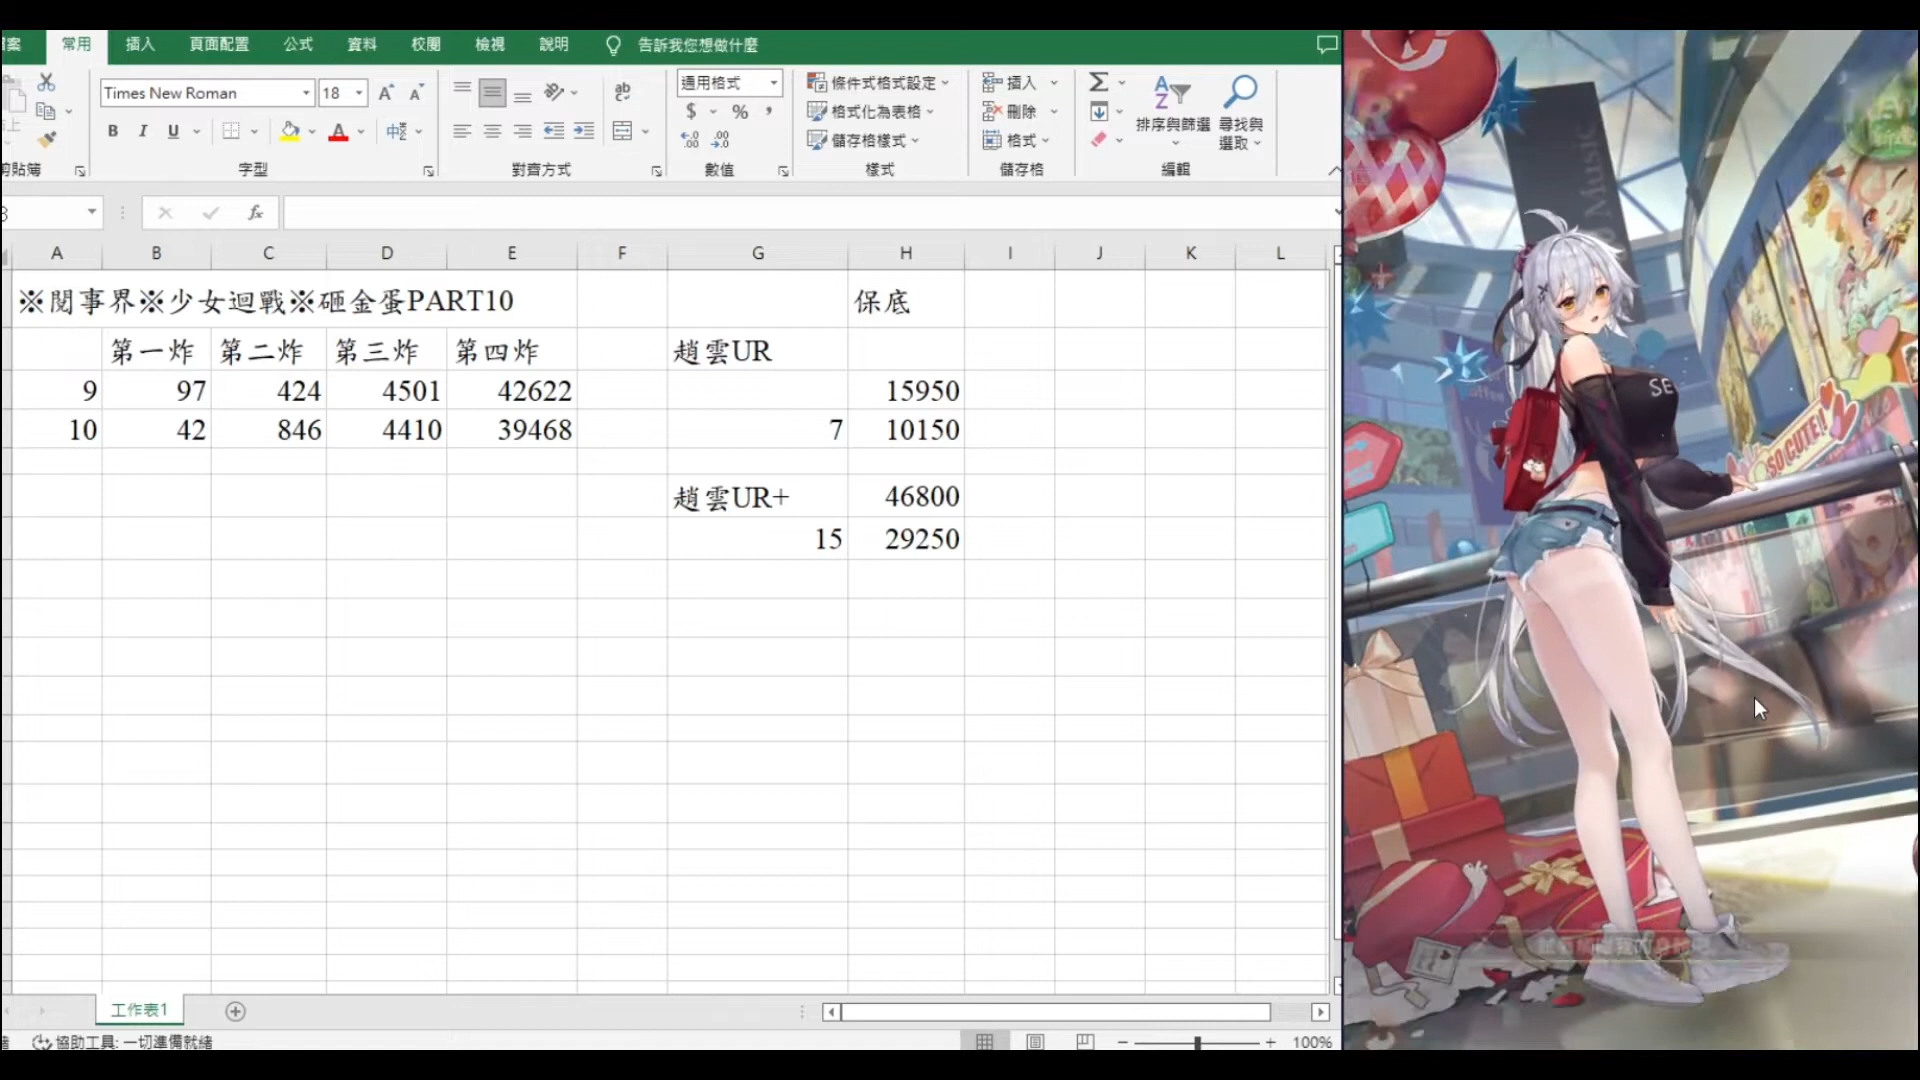 常用 插入 頁面配置 公式 資料 校閱 檢視 說明 告訴我您想做什麼
Times New Roman 18 通用格式 條件式格式設定 插入
格式化為表格 刪除 排序與篩選 尋找與選取
儲存格樣式 格式
剪貼簿 字型 對齊方式 數值 樣式 儲存格 編輯
A B C D E F G H I J K L
※閱事界※少女迴戰※砸金蛋PART10 保底
第一炸 第二炸 第三炸 第四炸 趙雲UR
9 97 424 4501 42622 15950
10 42 846 4410 39468 7 10150
趙雲UR+ 46800
15 29250
工作表1
協助工具: 一切準備就緒 100%
Music
SE
SO CUTE!!